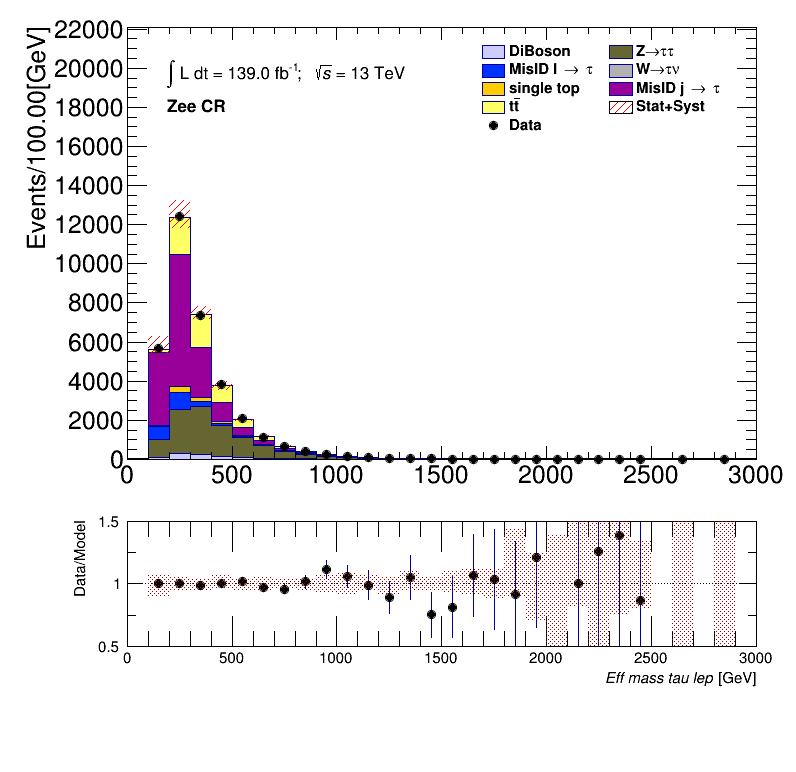 Events/100.00[GeV]
22000
20000
18000
16000
14000
12000
10000
8000
6000
4000
2000
0
∫ L dt = 139.0 fb⁻¹; √s = 13 TeV
Zee CR
DiBoson Z→ττ
MisID l → τ W→τν
single top MisID j → τ
tt̄ Stat+Syst
Data
0 500 1000 1500 2000 2500 3000
Data/Model
1.5
1
0.5
0 500 1000 1500 2000 2500 3000
Eff mass tau lep [GeV]